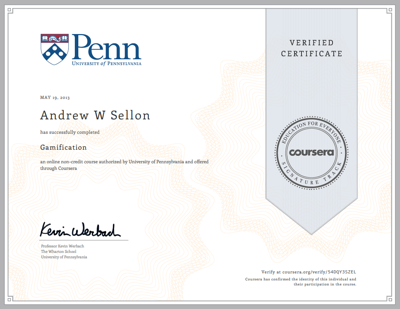 Penn
UNIVERSITY of PENNSYLVANIA
VERIFIED
CERTIFICATE
MAY 19, 2015
Andrew W Sellon
has successfully completed
Gamification
an online non-credit course authorized by University of Pennsylvania and offered
through Coursera
EDUCATION FOR EVERYONE
coursera
SIGNATURE TRACK
Kevin Werbach
Professor Kevin Werbach
The Wharton School
University of Pennsylvania
Verify at coursera.org/verify/540QY3SZEL
Coursera has confirmed the identity of this individual and
their participation in the course.